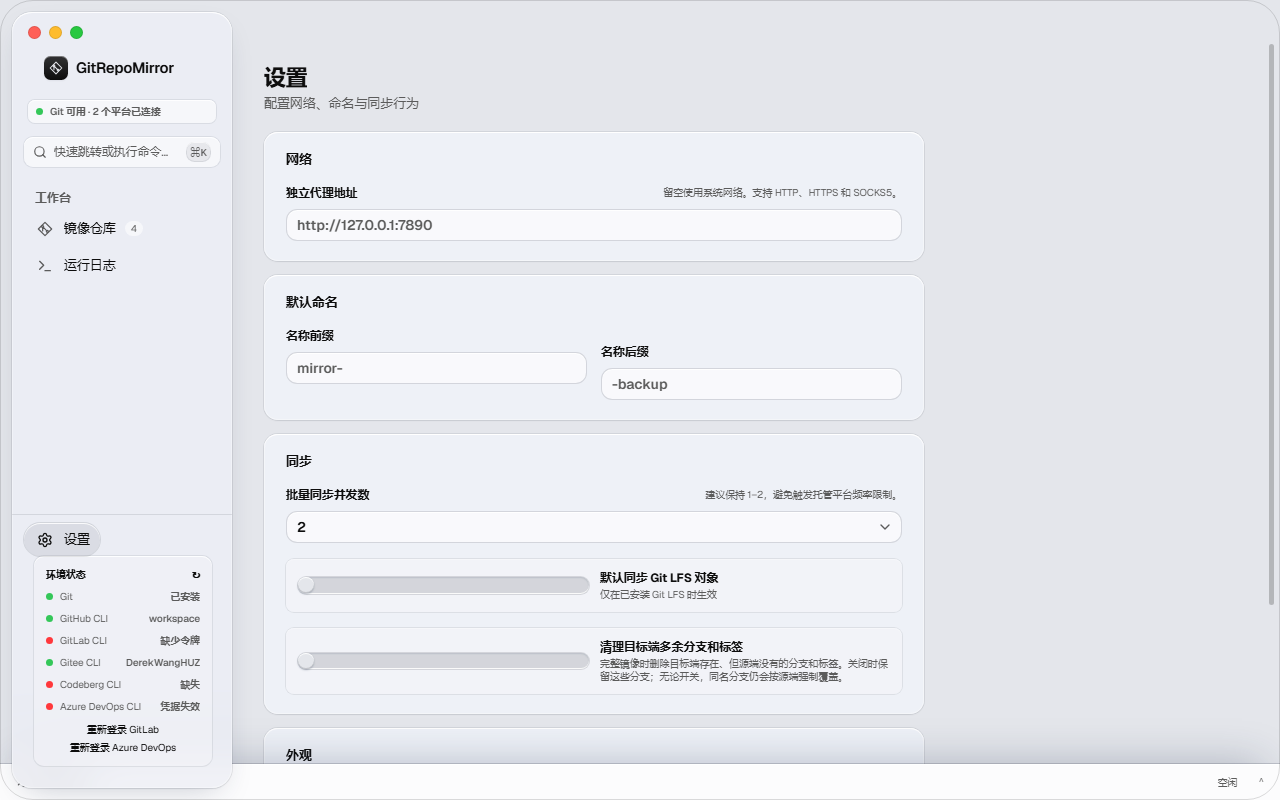 GitRepoMirror
Git 可用 · 2 个平台已连接
快速跳转或执行命令...
⌘K
工作台
镜像仓库 4
运行日志
设置
环境状态 ↻
Git 已安装
GitHub CLI workspace
GitLab CLI 缺少令牌
Gitee CLI DerekWangHUZ
Codeberg CLI 缺失
Azure DevOps CLI 凭据失效
重新登录 GitLab
重新登录 Azure DevOps
设置
配置网络、命名与同步行为
网络
独立代理地址 留空使用系统网络。支持 HTTP、HTTPS 和 SOCKS5。
http://127.0.0.1:7890
默认命名
名称前缀
mirror-
名称后缀
-backup
同步
批量同步并发数 建议保持 1–2，避免触发托管平台频率限制。
2
默认同步 Git LFS 对象
仅在已安装 Git LFS 时生效
清理目标端多余分支和标签
完整镜像时删除目标端存在、但源端没有的分支和标签。关闭时保
留这些分支；无论开关，同名分支仍会按源端强制覆盖。
外观
空闲